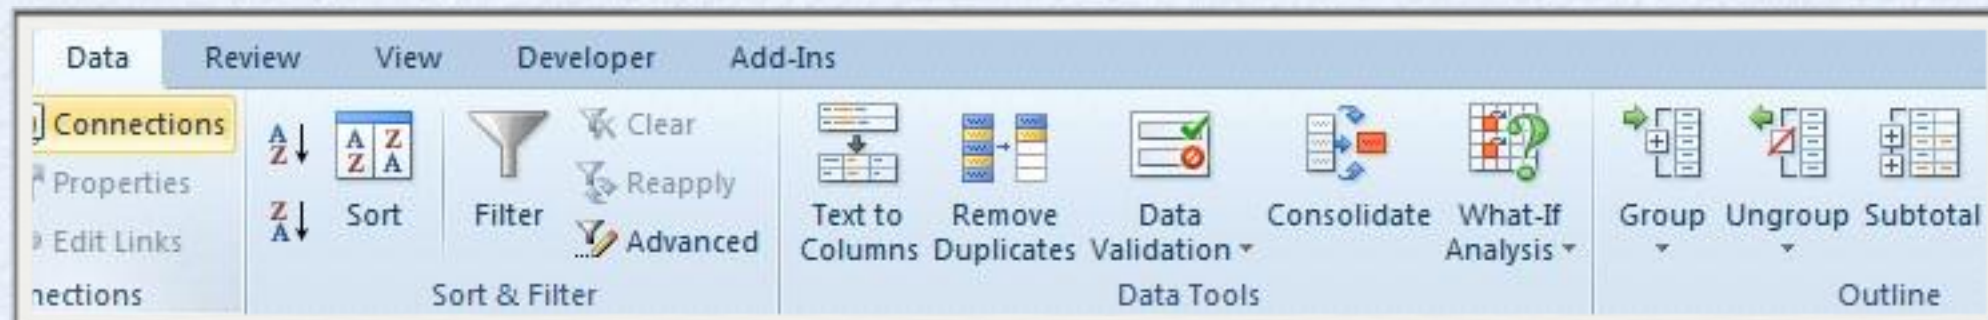 Data Review View Developer Add-Ins
Connections
Properties
Edit Links
nections
A
Z
Z
A
A Z
Z A
Sort
Filter
Clear
Reapply
Advanced
Sort & Filter
Text to
Columns
Remove
Duplicates
Data
Validation
Consolidate
What-If
Analysis
Data Tools
Group
Ungroup
Subtotal
Outline